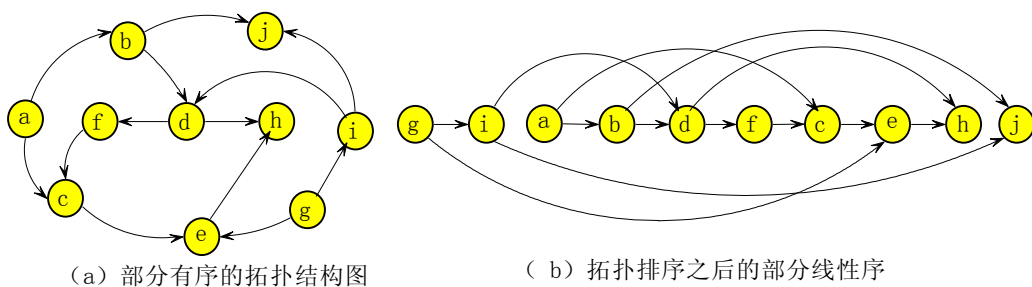 b
j
a
f
d
h
i
c
e
g
g i a b d f c e h j
（a）部分有序的拓扑结构图
（ b）拓扑排序之后的部分线性序